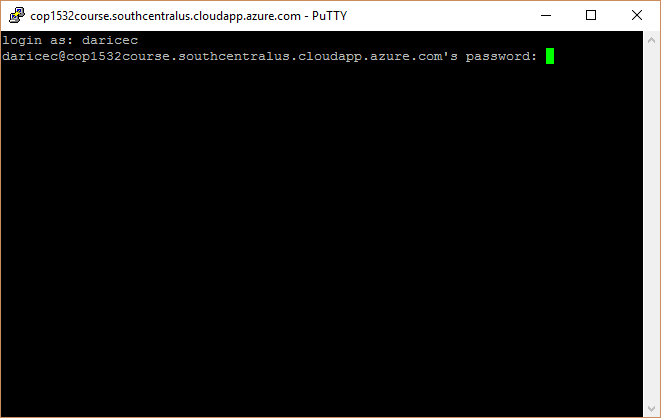 cop1532course.southcentralus.cloudapp.azure.com - PuTTY
login as: daricec
daricec@cop1532course.southcentralus.cloudapp.azure.com's password: